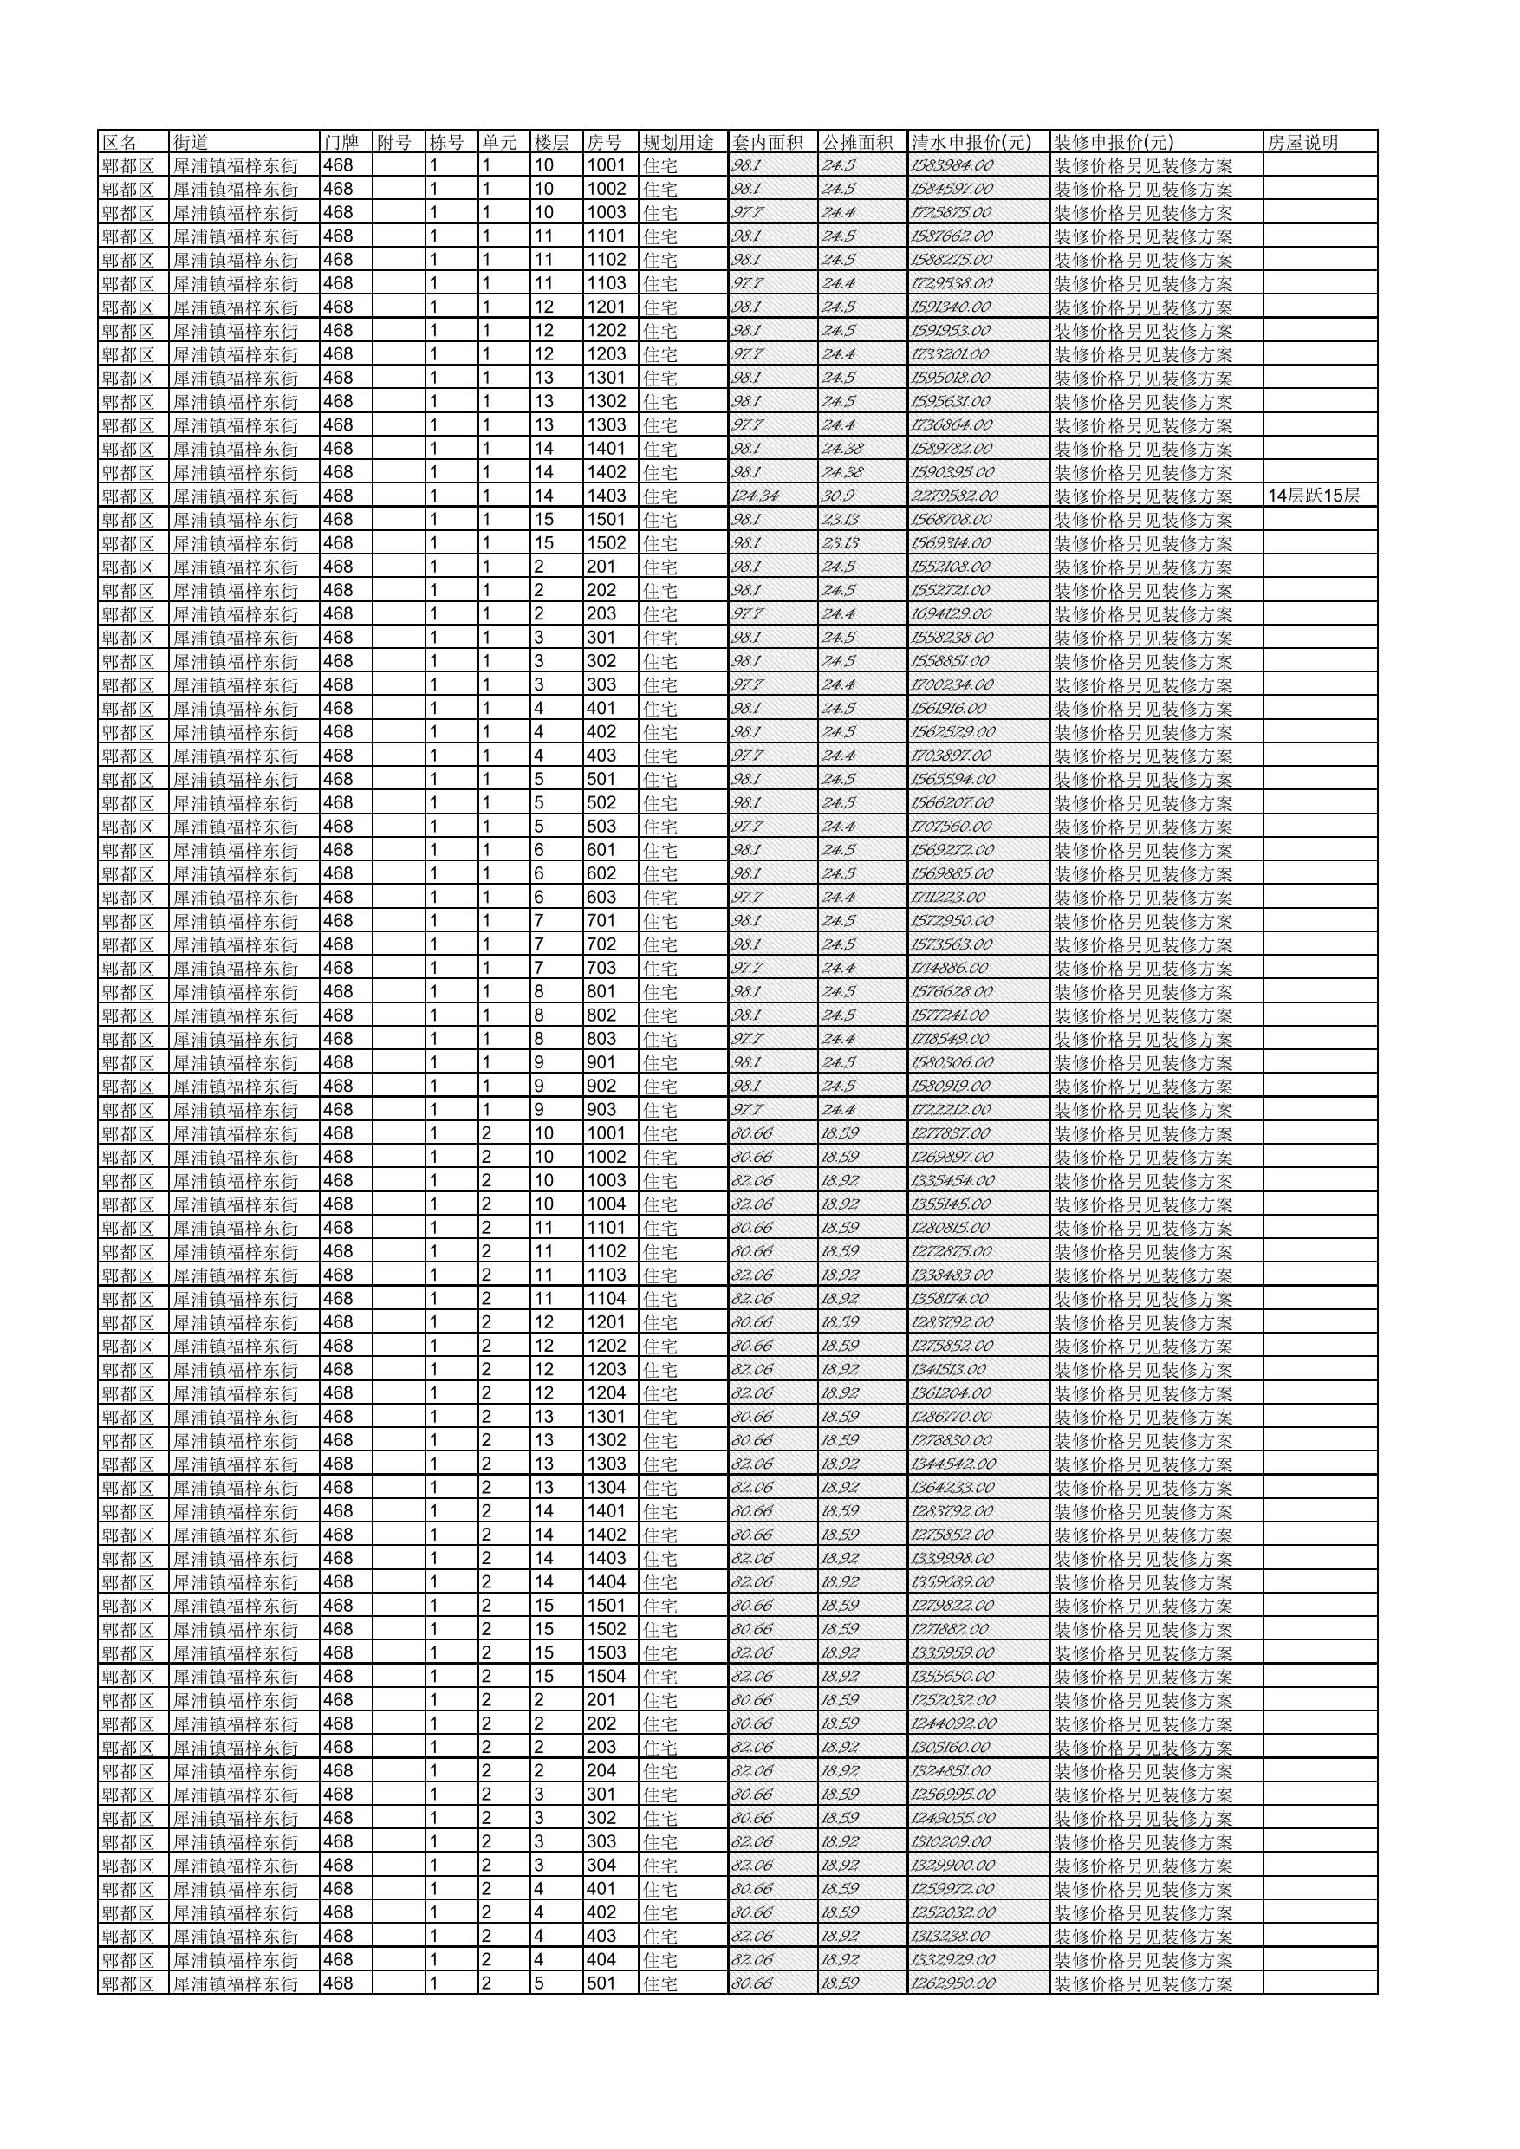 区名 街道 门牌 附号 栋号 单元 楼层 房号 规划用途 套内面积 公摊面积 清水申报价(元) 装修申报价(元) 房屋说明
郫都区 犀浦镇福梓东街 468 1 1 10 1001 住宅 98.1 24.5 1583984.00 装修价格另见装修方案
郫都区 犀浦镇福梓东街 468 1 1 10 1002 住宅 98.1 24.5 1584597.00 装修价格另见装修方案
郫都区 犀浦镇福梓东街 468 1 1 10 1003 住宅 97.7 24.4 1725875.00 装修价格另见装修方案
郫都区 犀浦镇福梓东街 468 1 1 11 1101 住宅 98.1 24.5 1587662.00 装修价格另见装修方案
郫都区 犀浦镇福梓东街 468 1 1 11 1102 住宅 98.1 24.5 1588275.00 装修价格另见装修方案
郫都区 犀浦镇福梓东街 468 1 1 11 1103 住宅 97.7 24.4 1729538.00 装修价格另见装修方案
郫都区 犀浦镇福梓东街 468 1 1 12 1201 住宅 98.1 24.5 1591340.00 装修价格另见装修方案
郫都区 犀浦镇福梓东街 468 1 1 12 1202 住宅 98.1 24.5 1591953.00 装修价格另见装修方案
郫都区 犀浦镇福梓东街 468 1 1 12 1203 住宅 97.7 24.4 1733201.00 装修价格另见装修方案
郫都区 犀浦镇福梓东街 468 1 1 13 1301 住宅 98.1 24.5 1595018.00 装修价格另见装修方案
郫都区 犀浦镇福梓东街 468 1 1 13 1302 住宅 98.1 24.5 1595631.00 装修价格另见装修方案
郫都区 犀浦镇福梓东街 468 1 1 13 1303 住宅 97.7 24.4 1736864.00 装修价格另见装修方案
郫都区 犀浦镇福梓东街 468 1 1 14 1401 住宅 98.1 24.38 1589782.00 装修价格另见装修方案
郫都区 犀浦镇福梓东街 468 1 1 14 1402 住宅 98.1 24.38 1590395.00 装修价格另见装修方案
郫都区 犀浦镇福梓东街 468 1 1 14 1403 住宅 124.34 30.9 2279582.00 装修价格另见装修方案 14层跃15层
郫都区 犀浦镇福梓东街 468 1 1 15 1501 住宅 98.1 23.13 1568708.00 装修价格另见装修方案
郫都区 犀浦镇福梓东街 468 1 1 15 1502 住宅 98.1 23.13 1569314.00 装修价格另见装修方案
郫都区 犀浦镇福梓东街 468 1 1 2 201 住宅 98.1 24.5 1552108.00 装修价格另见装修方案
郫都区 犀浦镇福梓东街 468 1 1 2 202 住宅 98.1 24.5 1552721.00 装修价格另见装修方案
郫都区 犀浦镇福梓东街 468 1 1 2 203 住宅 97.7 24.4 1694129.00 装修价格另见装修方案
郫都区 犀浦镇福梓东街 468 1 1 3 301 住宅 98.1 24.5 1558238.00 装修价格另见装修方案
郫都区 犀浦镇福梓东街 468 1 1 3 302 住宅 98.1 24.5 1558851.00 装修价格另见装修方案
郫都区 犀浦镇福梓东街 468 1 1 3 303 住宅 97.7 24.4 1700234.00 装修价格另见装修方案
郫都区 犀浦镇福梓东街 468 1 1 4 401 住宅 98.1 24.5 1561916.00 装修价格另见装修方案
郫都区 犀浦镇福梓东街 468 1 1 4 402 住宅 98.1 24.5 1562529.00 装修价格另见装修方案
郫都区 犀浦镇福梓东街 468 1 1 4 403 住宅 97.7 24.4 1703897.00 装修价格另见装修方案
郫都区 犀浦镇福梓东街 468 1 1 5 501 住宅 98.1 24.5 1565594.00 装修价格另见装修方案
郫都区 犀浦镇福梓东街 468 1 1 5 502 住宅 98.1 24.5 1566207.00 装修价格另见装修方案
郫都区 犀浦镇福梓东街 468 1 1 5 503 住宅 97.7 24.4 1707560.00 装修价格另见装修方案
郫都区 犀浦镇福梓东街 468 1 1 6 601 住宅 98.1 24.5 1569272.00 装修价格另见装修方案
郫都区 犀浦镇福梓东街 468 1 1 6 602 住宅 98.1 24.5 1569885.00 装修价格另见装修方案
郫都区 犀浦镇福梓东街 468 1 1 6 603 住宅 97.7 24.4 1711223.00 装修价格另见装修方案
郫都区 犀浦镇福梓东街 468 1 1 7 701 住宅 98.1 24.5 1572950.00 装修价格另见装修方案
郫都区 犀浦镇福梓东街 468 1 1 7 702 住宅 98.1 24.5 1573563.00 装修价格另见装修方案
郫都区 犀浦镇福梓东街 468 1 1 7 703 住宅 97.7 24.4 1714886.00 装修价格另见装修方案
郫都区 犀浦镇福梓东街 468 1 1 8 801 住宅 98.1 24.5 1576628.00 装修价格另见装修方案
郫都区 犀浦镇福梓东街 468 1 1 8 802 住宅 98.1 24.5 1577241.00 装修价格另见装修方案
郫都区 犀浦镇福梓东街 468 1 1 8 803 住宅 97.7 24.4 1718549.00 装修价格另见装修方案
郫都区 犀浦镇福梓东街 468 1 1 9 901 住宅 98.1 24.5 1580306.00 装修价格另见装修方案
郫都区 犀浦镇福梓东街 468 1 1 9 902 住宅 98.1 24.5 1580919.00 装修价格另见装修方案
郫都区 犀浦镇福梓东街 468 1 1 9 903 住宅 97.7 24.4 1722212.00 装修价格另见装修方案
郫都区 犀浦镇福梓东街 468 1 2 10 1001 住宅 80.66 18.59 1277837.00 装修价格另见装修方案
郫都区 犀浦镇福梓东街 468 1 2 10 1002 住宅 80.66 18.59 1269897.00 装修价格另见装修方案
郫都区 犀浦镇福梓东街 468 1 2 10 1003 住宅 82.06 18.92 1335454.00 装修价格另见装修方案
郫都区 犀浦镇福梓东街 468 1 2 10 1004 住宅 82.06 18.92 1355145.00 装修价格另见装修方案
郫都区 犀浦镇福梓东街 468 1 2 11 1101 住宅 80.66 18.59 1280815.00 装修价格另见装修方案
郫都区 犀浦镇福梓东街 468 1 2 11 1102 住宅 80.66 18.59 1272875.00 装修价格另见装修方案
郫都区 犀浦镇福梓东街 468 1 2 11 1103 住宅 82.06 18.92 1338483.00 装修价格另见装修方案
郫都区 犀浦镇福梓东街 468 1 2 11 1104 住宅 82.06 18.92 1358174.00 装修价格另见装修方案
郫都区 犀浦镇福梓东街 468 1 2 12 1201 住宅 80.66 18.59 1283792.00 装修价格另见装修方案
郫都区 犀浦镇福梓东街 468 1 2 12 1202 住宅 80.66 18.59 1275852.00 装修价格另见装修方案
郫都区 犀浦镇福梓东街 468 1 2 12 1203 住宅 82.06 18.92 1341513.00 装修价格另见装修方案
郫都区 犀浦镇福梓东街 468 1 2 12 1204 住宅 82.06 18.92 1361204.00 装修价格另见装修方案
郫都区 犀浦镇福梓东街 468 1 2 13 1301 住宅 80.66 18.59 1286770.00 装修价格另见装修方案
郫都区 犀浦镇福梓东街 468 1 2 13 1302 住宅 80.66 18.59 1278830.00 装修价格另见装修方案
郫都区 犀浦镇福梓东街 468 1 2 13 1303 住宅 82.06 18.92 1344542.00 装修价格另见装修方案
郫都区 犀浦镇福梓东街 468 1 2 13 1304 住宅 82.06 18.92 1364233.00 装修价格另见装修方案
郫都区 犀浦镇福梓东街 468 1 2 14 1401 住宅 80.66 18.59 1283792.00 装修价格另见装修方案
郫都区 犀浦镇福梓东街 468 1 2 14 1402 住宅 80.66 18.59 1275852.00 装修价格另见装修方案
郫都区 犀浦镇福梓东街 468 1 2 14 1403 住宅 82.06 18.92 1339998.00 装修价格另见装修方案
郫都区 犀浦镇福梓东街 468 1 2 14 1404 住宅 82.06 18.92 1359689.00 装修价格另见装修方案
郫都区 犀浦镇福梓东街 468 1 2 15 1501 住宅 80.66 18.59 1279822.00 装修价格另见装修方案
郫都区 犀浦镇福梓东街 468 1 2 15 1502 住宅 80.66 18.59 1271882.00 装修价格另见装修方案
郫都区 犀浦镇福梓东街 468 1 2 15 1503 住宅 82.06 18.92 1335959.00 装修价格另见装修方案
郫都区 犀浦镇福梓东街 468 1 2 15 1504 住宅 82.06 18.92 1355650.00 装修价格另见装修方案
郫都区 犀浦镇福梓东街 468 1 2 2 201 住宅 80.66 18.59 1252032.00 装修价格另见装修方案
郫都区 犀浦镇福梓东街 468 1 2 2 202 住宅 80.66 18.59 1244092.00 装修价格另见装修方案
郫都区 犀浦镇福梓东街 468 1 2 2 203 住宅 82.06 18.92 1305160.00 装修价格另见装修方案
郫都区 犀浦镇福梓东街 468 1 2 2 204 住宅 82.06 18.92 1324851.00 装修价格另见装修方案
郫都区 犀浦镇福梓东街 468 1 2 3 301 住宅 80.66 18.59 1256995.00 装修价格另见装修方案
郫都区 犀浦镇福梓东街 468 1 2 3 302 住宅 80.66 18.59 1249055.00 装修价格另见装修方案
郫都区 犀浦镇福梓东街 468 1 2 3 303 住宅 82.06 18.92 1310209.00 装修价格另见装修方案
郫都区 犀浦镇福梓东街 468 1 2 3 304 住宅 82.06 18.92 1329900.00 装修价格另见装修方案
郫都区 犀浦镇福梓东街 468 1 2 4 401 住宅 80.66 18.59 1259972.00 装修价格另见装修方案
郫都区 犀浦镇福梓东街 468 1 2 4 402 住宅 80.66 18.59 1252032.00 装修价格另见装修方案
郫都区 犀浦镇福梓东街 468 1 2 4 403 住宅 82.06 18.92 1313238.00 装修价格另见装修方案
郫都区 犀浦镇福梓东街 468 1 2 4 404 住宅 82.06 18.92 1332929.00 装修价格另见装修方案
郫都区 犀浦镇福梓东街 468 1 2 5 501 住宅 80.66 18.59 1262950.00 装修价格另见装修方案